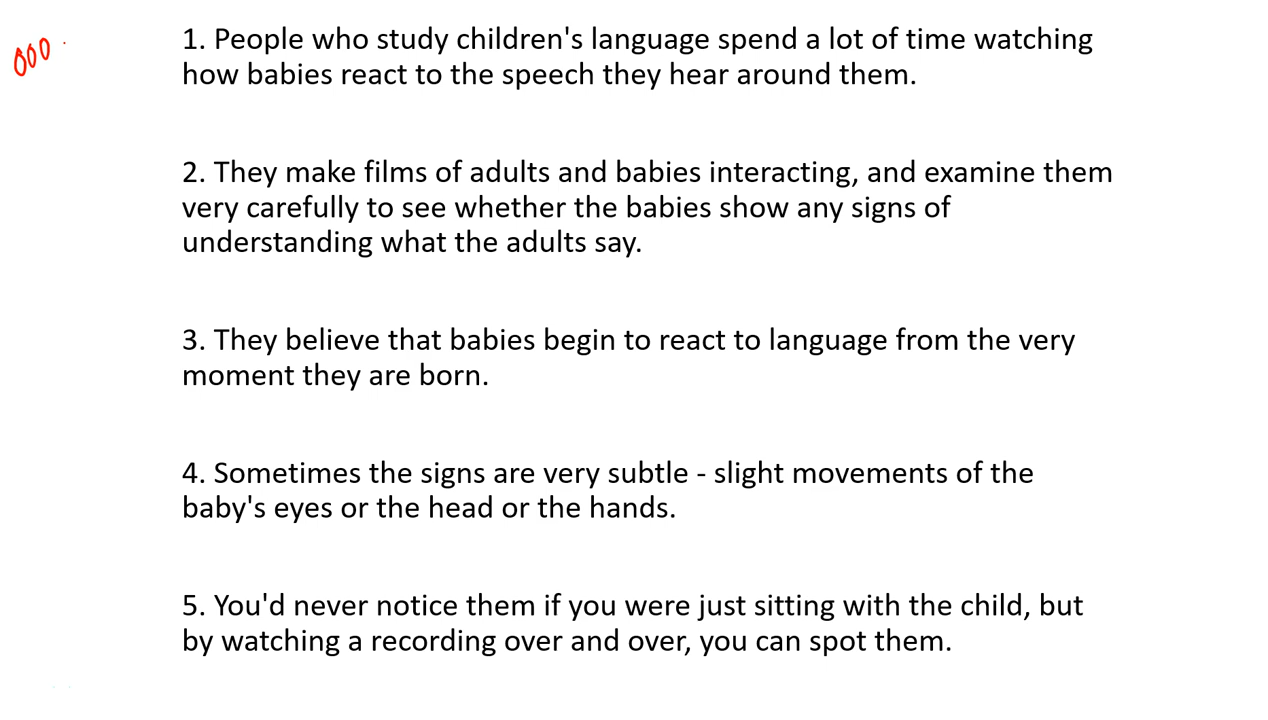 1. People who study children's language spend a lot of time watching
how babies react to the speech they hear around them.
2. They make films of adults and babies interacting, and examine them
very carefully to see whether the babies show any signs of
understanding what the adults say.
3. They believe that babies begin to react to language from the very
moment they are born.
4. Sometimes the signs are very subtle - slight movements of the
baby's eyes or the head or the hands.
5. You'd never notice them if you were just sitting with the child, but
by watching a recording over and over, you can spot them.